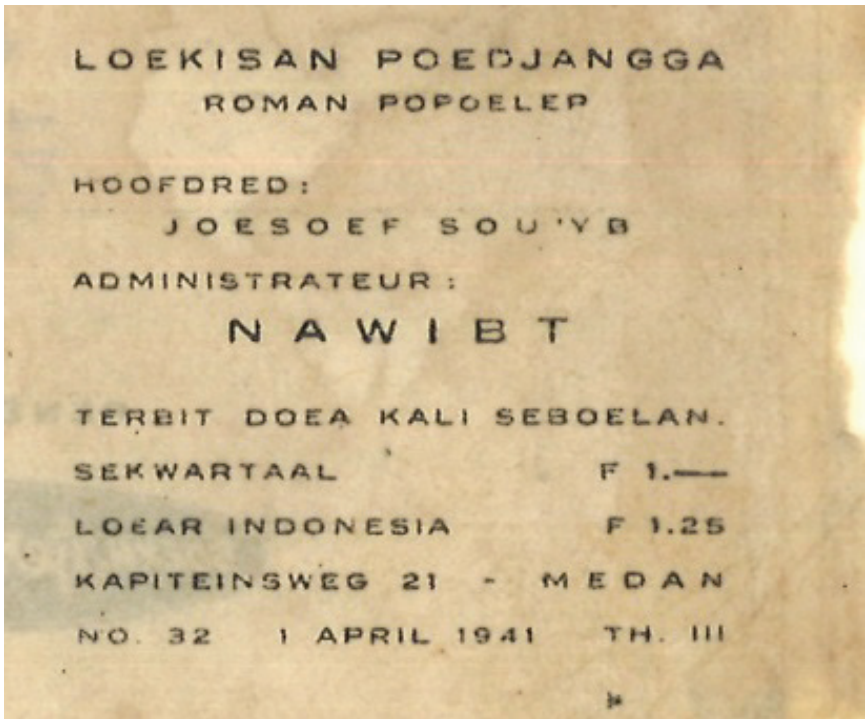 LOEKISAN POEDJANGGA
ROMAN POPOELER
HOOFDRED:
JOESOEF SOU'YB
ADMINISTRATEUR:
NAWIBT
TERBIT DOEA KALI SEBOELAN.
SEKWARTAAL F 1.—
LOEAR INDONESIA F 1.25
KAPITEINSWEG 21 - MEDAN
NO. 32 1 APRIL 1941 TH. III